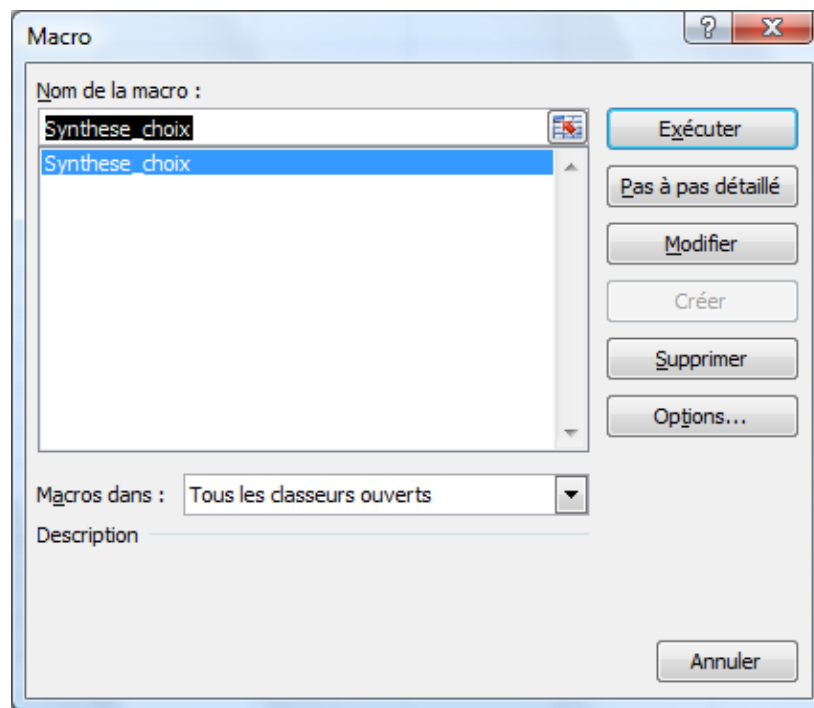 Macro
Nom de la macro :
Synthese_choix
Synthese_choix
Exécuter
Pas à pas détaillé
Modifier
Créer
Supprimer
Options...
Macros dans : Tous les classeurs ouverts
Description
Annuler